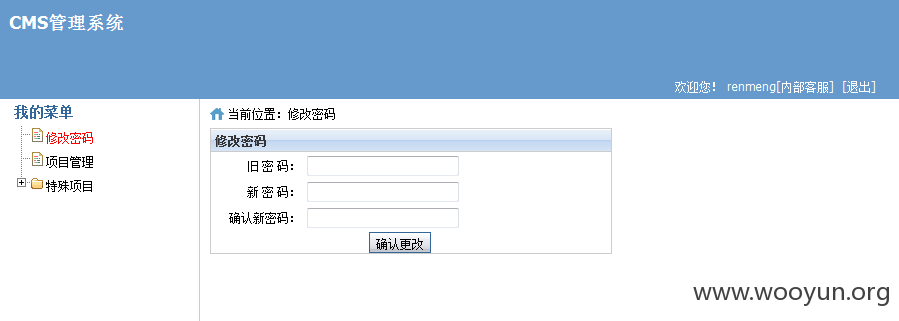 CMS管理系统
欢迎您! renmeng[内部客服] [退出]
我的菜单
修改密码
项目管理
特殊项目
当前位置：修改密码
修改密码
旧 密 码：
新 密 码：
确认新密码：
确认更改
www.wooyun.org